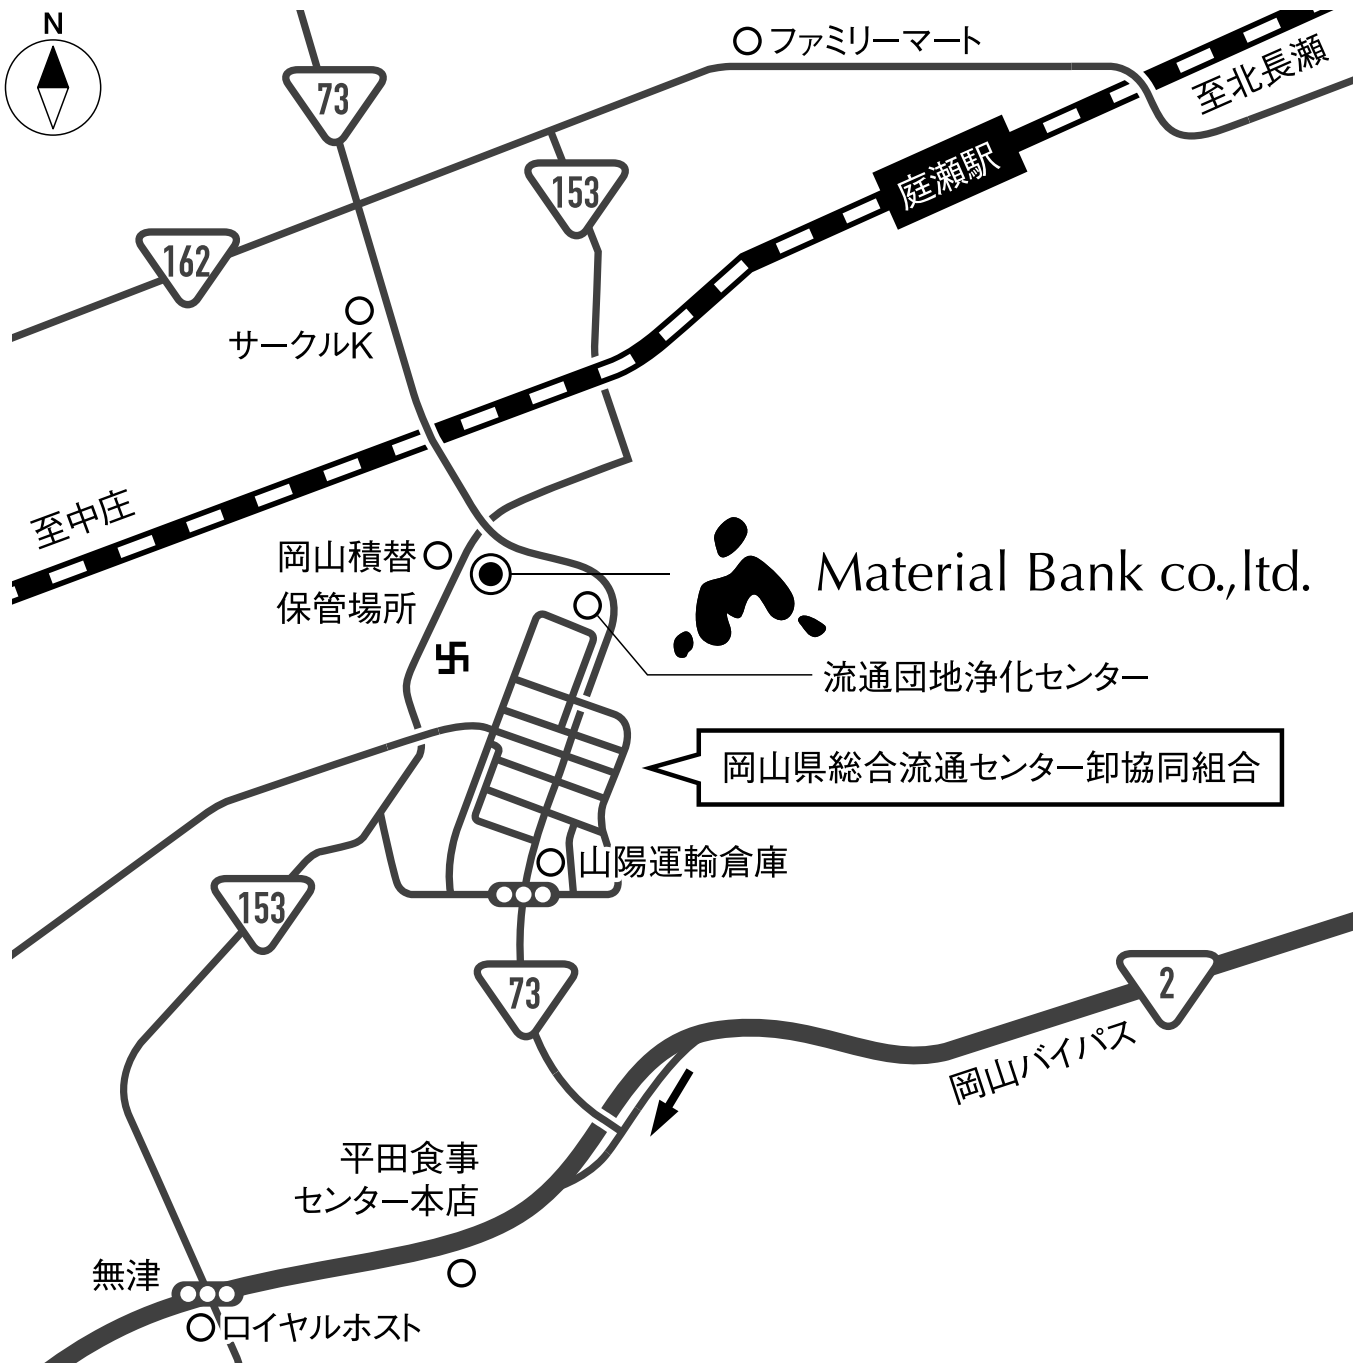 N
ファミリーマート
至北長瀬
73
153
庭瀬駅
162
サークルK
至中庄
岡山積替
保管場所
Material Bank co.,ltd.
卐
流通団地浄化センター
岡山県総合流通センター卸協同組合
山陽運輸倉庫
153
73
2
岡山バイパス
平田食事
センター本店
無津
ロイヤルホスト